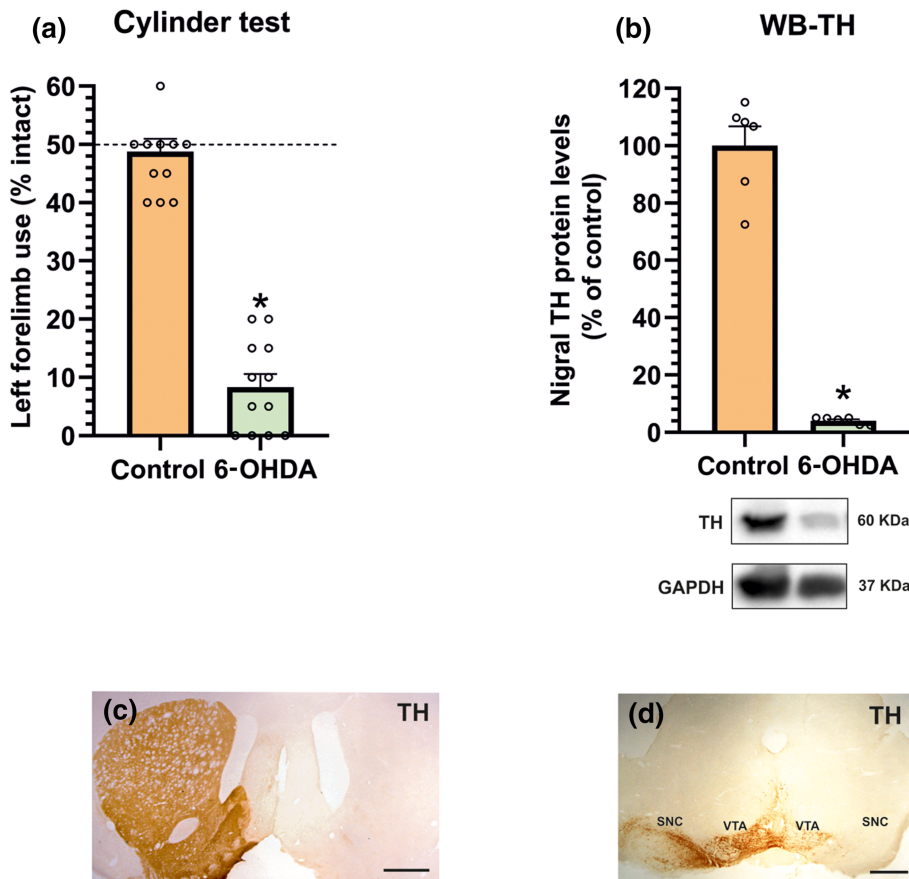 (a) Cylinder test
Left forelimb use (% intact)
60
50
40
30
20
10
0
*
Control 6-OHDA
(b) WB-TH
Nigral TH protein levels
(% of control)
120
100
80
60
40
20
0
*
Control 6-OHDA
TH 60 KDa
GAPDH 37 KDa
(c) TH
(d) TH
SNC VTA VTA SNC